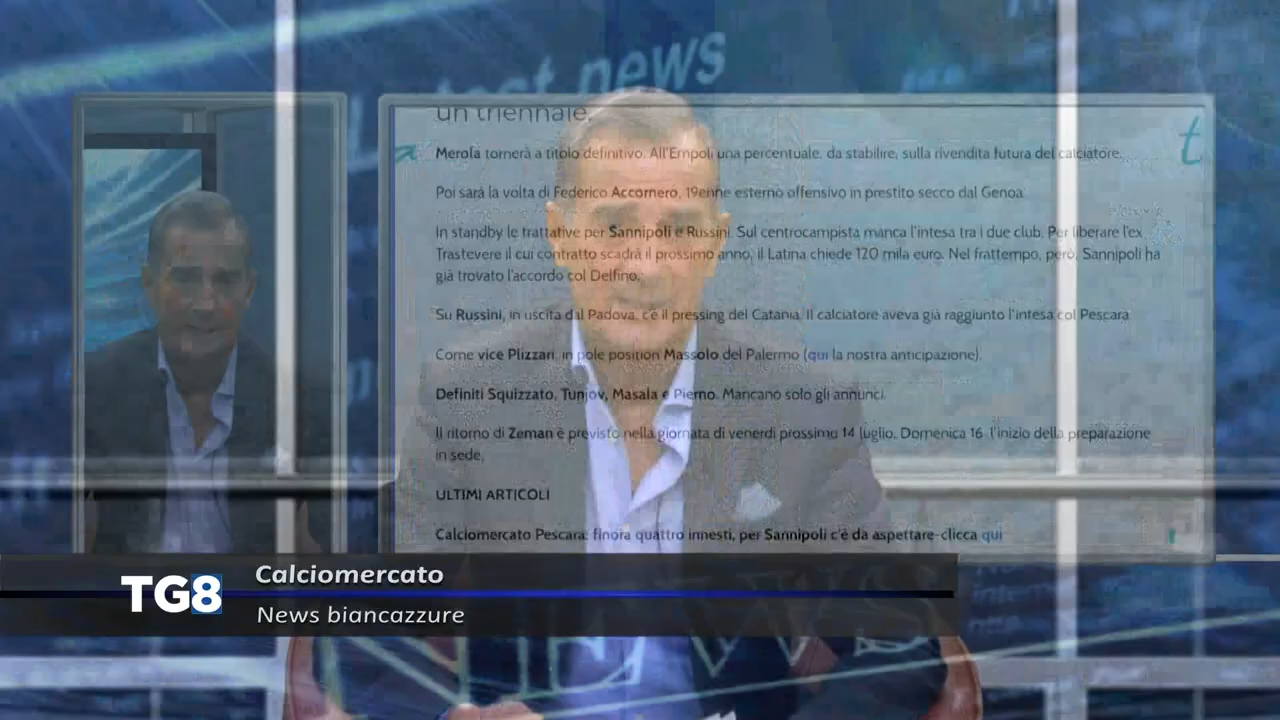 test news
un triennale.
Merola tornerà a titolo definitivo. All'Empoli una percentuale, da stabilire, sulla rivendita futura del calciatore.
Poi sarà la volta di Federico Accornero, 19enne esterno offensivo in prestito secco dal Genoa.
In standby le trattative per Sannipoli e Russini. Sul centrocampista manca l'intesa tra i due club. Per liberare l'ex
Trastevere il cui contratto scadrà il prossimo anno, il Latina chiede 120 mila euro. Nel frattempo, però, Sannipoli ha
già trovato l'accordo col Delfino.
Su Russini, in uscita dal Padova, c'è il pressing del Catania. Il calciatore aveva già raggiunto l'intesa col Pescara
Come vice Plizzari, in pole position Massolo del Palermo (qui la nostra anticipazione).
Definiti Squizzato, Tunjov, Masala e Pierno. Mancano solo gli annunci.
Il ritorno di Zeman è previsto nella giornata di venerdì prossimo 14 luglio. Domenica 16 l'inizio della preparazione
in sede.
ULTIMI ARTICOLI
Calciomercato Pescara: finora quattro innesti, per Sannipoli c'è da aspettare-clicca qui
TG8
Calciomercato
News biancazzure
NEWS